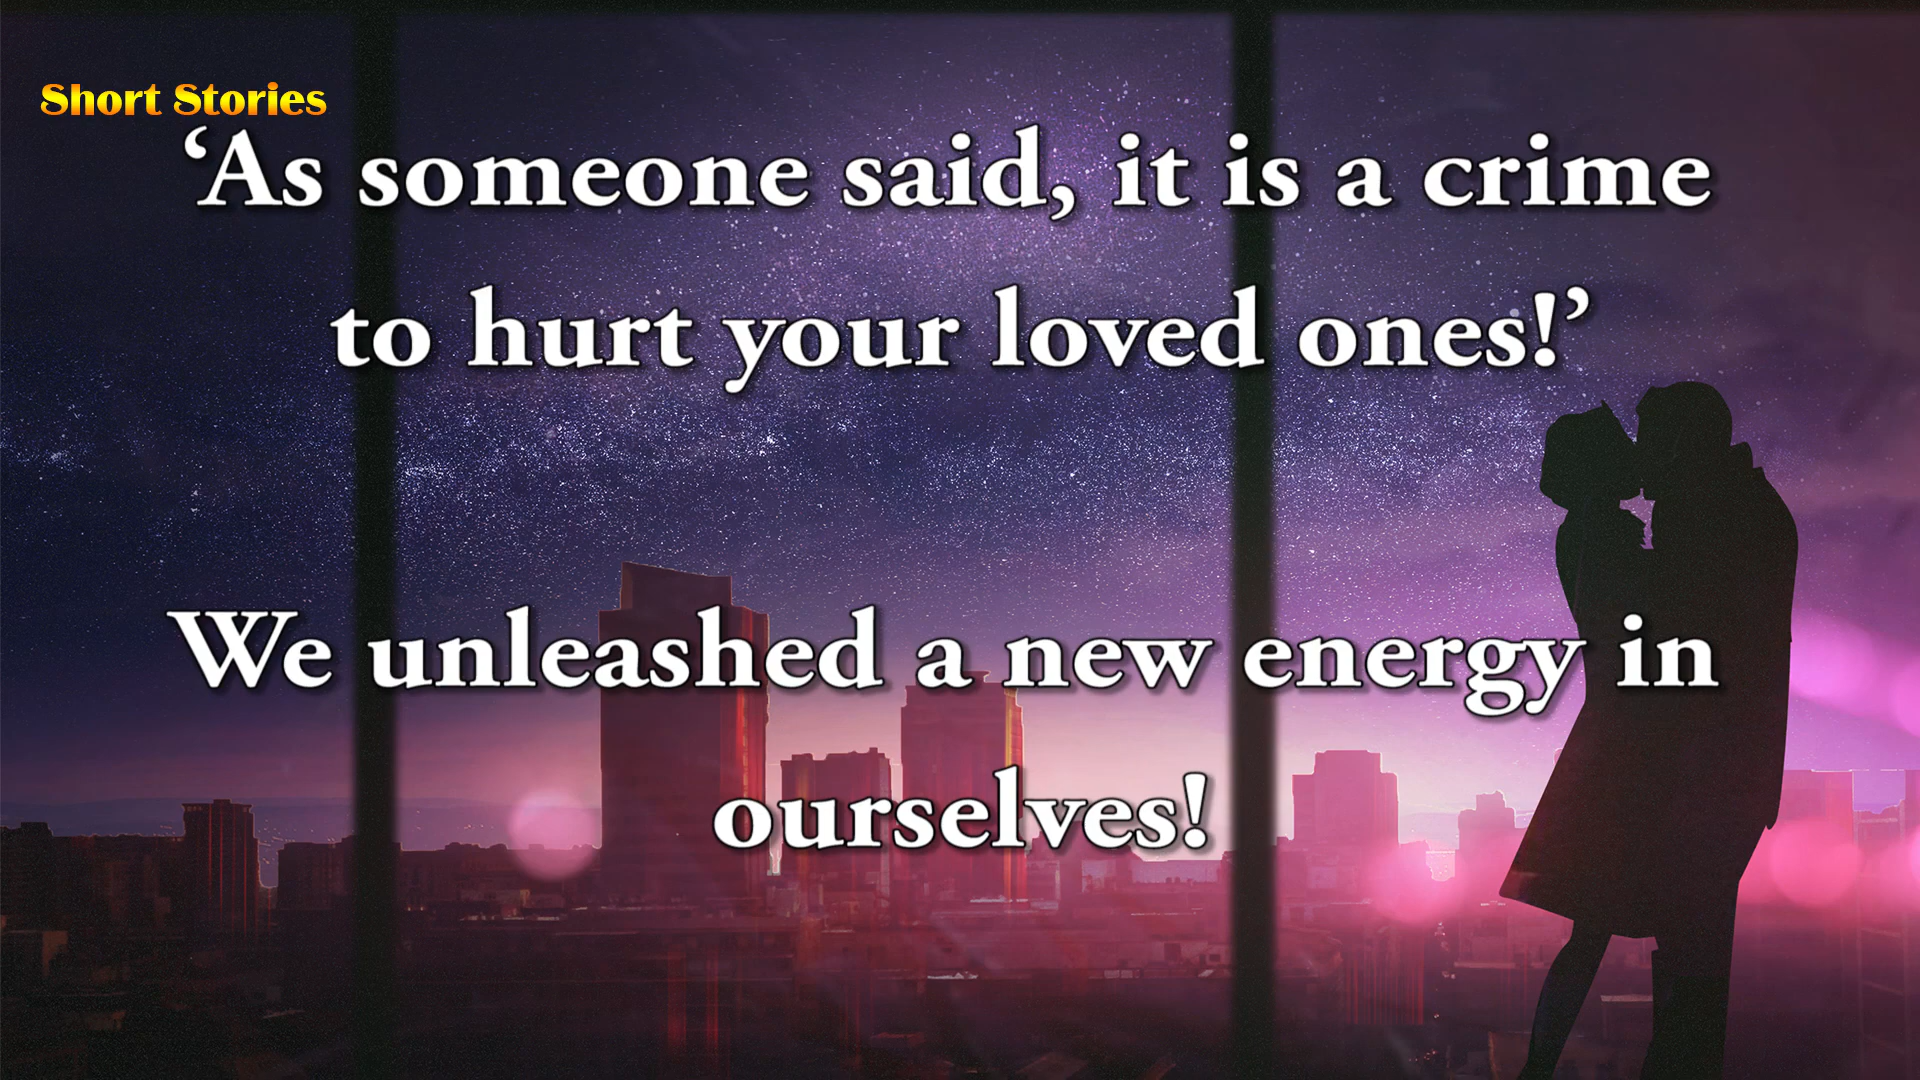 Short Stories
‘As someone said, it is a crime
to hurt your loved ones!’
We unleashed a new energy in
ourselves!